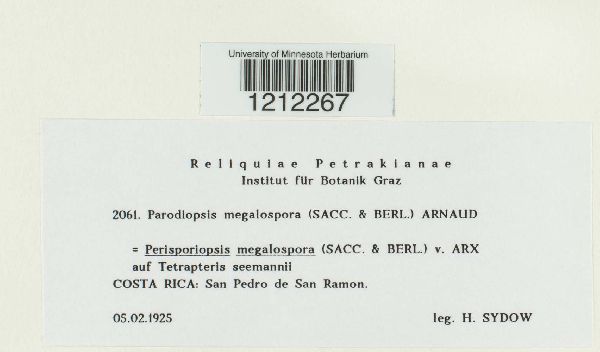 University of Minnesota Herbarium
1212267
Reliquiae Petrakianae
Institut für Botanik Graz
2061. Parodiopsis megalospora (SACC. & BERL.) ARNAUD
= Perisporiopsis megalospora (SACC. & BERL.) v. ARX
auf Tetrapteris seemannii
COSTA RICA: San Pedro de San Ramon.
05.02.1925 leg. H. SYDOW